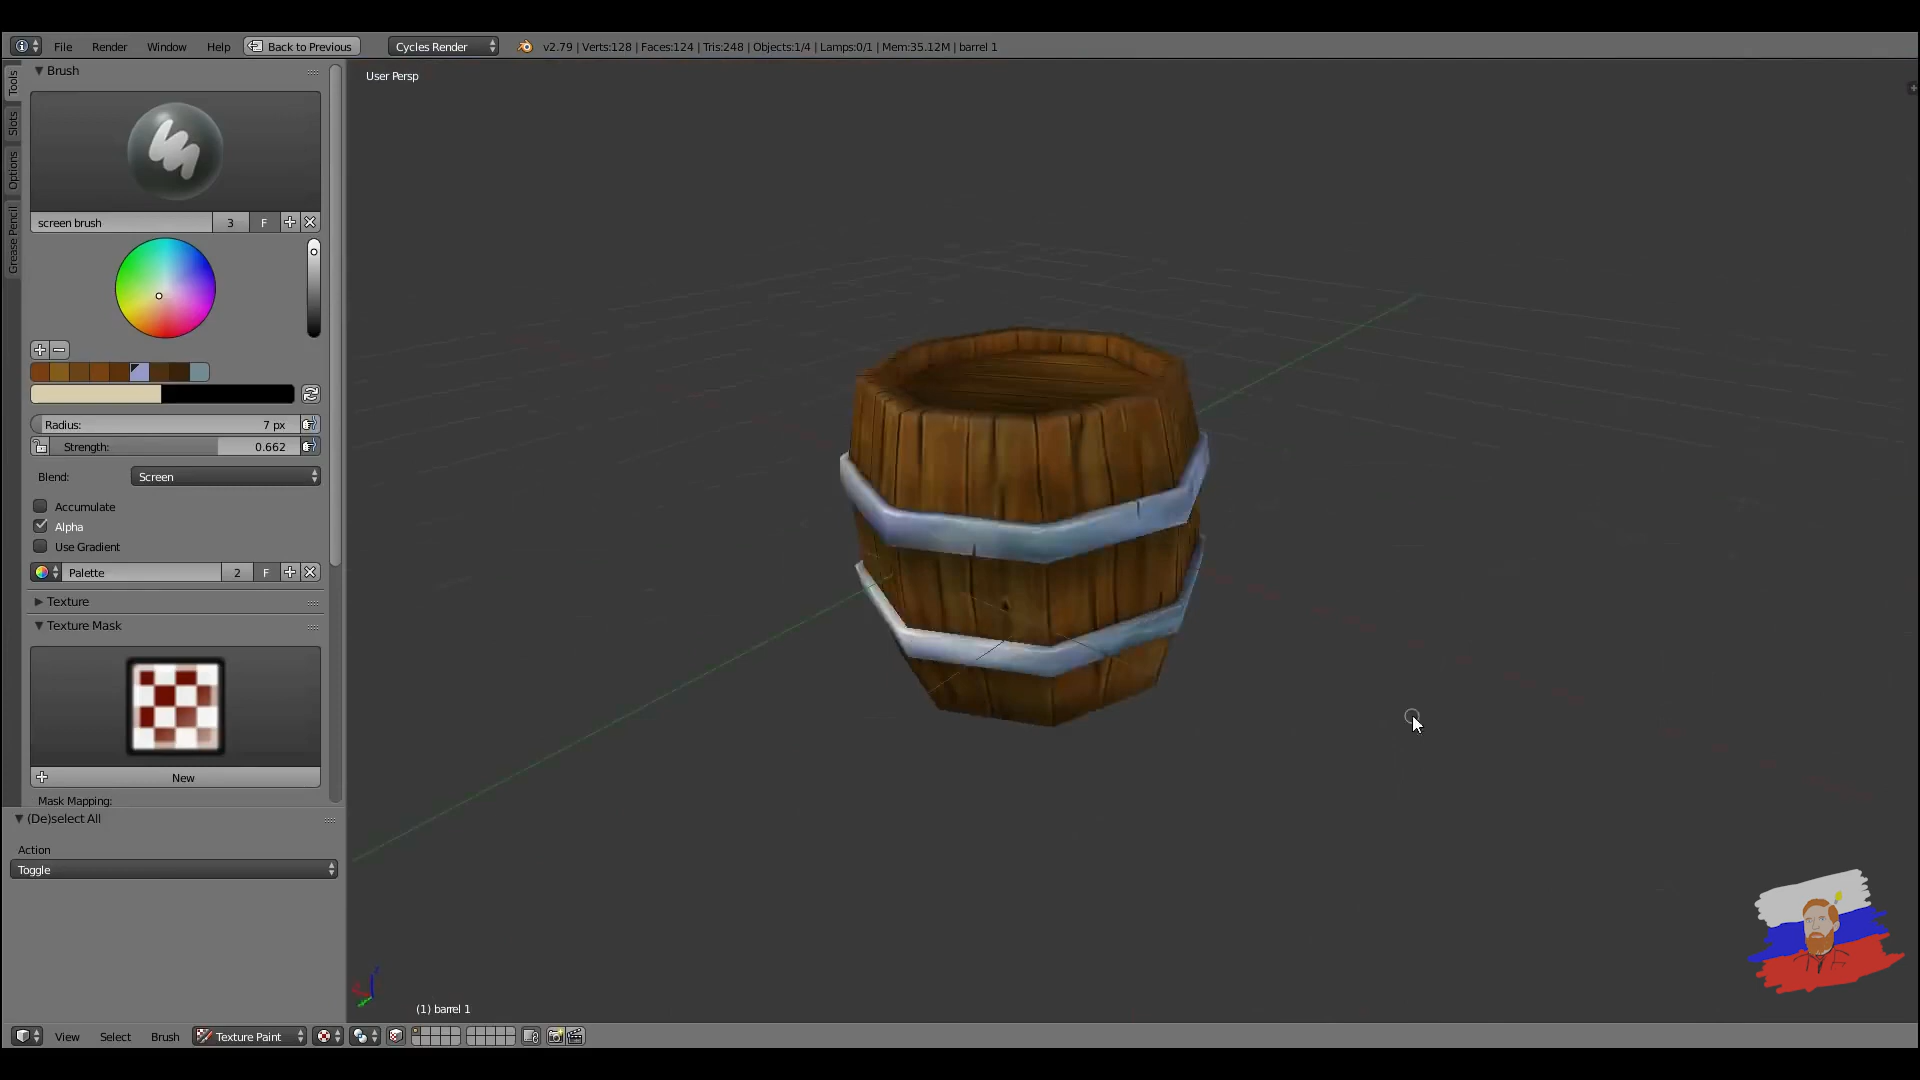 File Render Window Help Back to Previous Cycles Render v2.79 | Verts:128 | Faces:124 | Tris:248 | Objects:1/4 | Lamps:0/1 | Mem:35.12M | barrel 1
Tools
Slots
Options
Grease Pencil
Brush
screen brush 3 F
Radius: 7 px
Strength: 0.662
Blend: Screen
Accumulate
Alpha
Use Gradient
Palette 2 F
Texture
Texture Mask
New
Mask Mapping:
(De)select All
Action
Toggle
User Persp
(1) barrel 1
View Select Brush Texture Paint